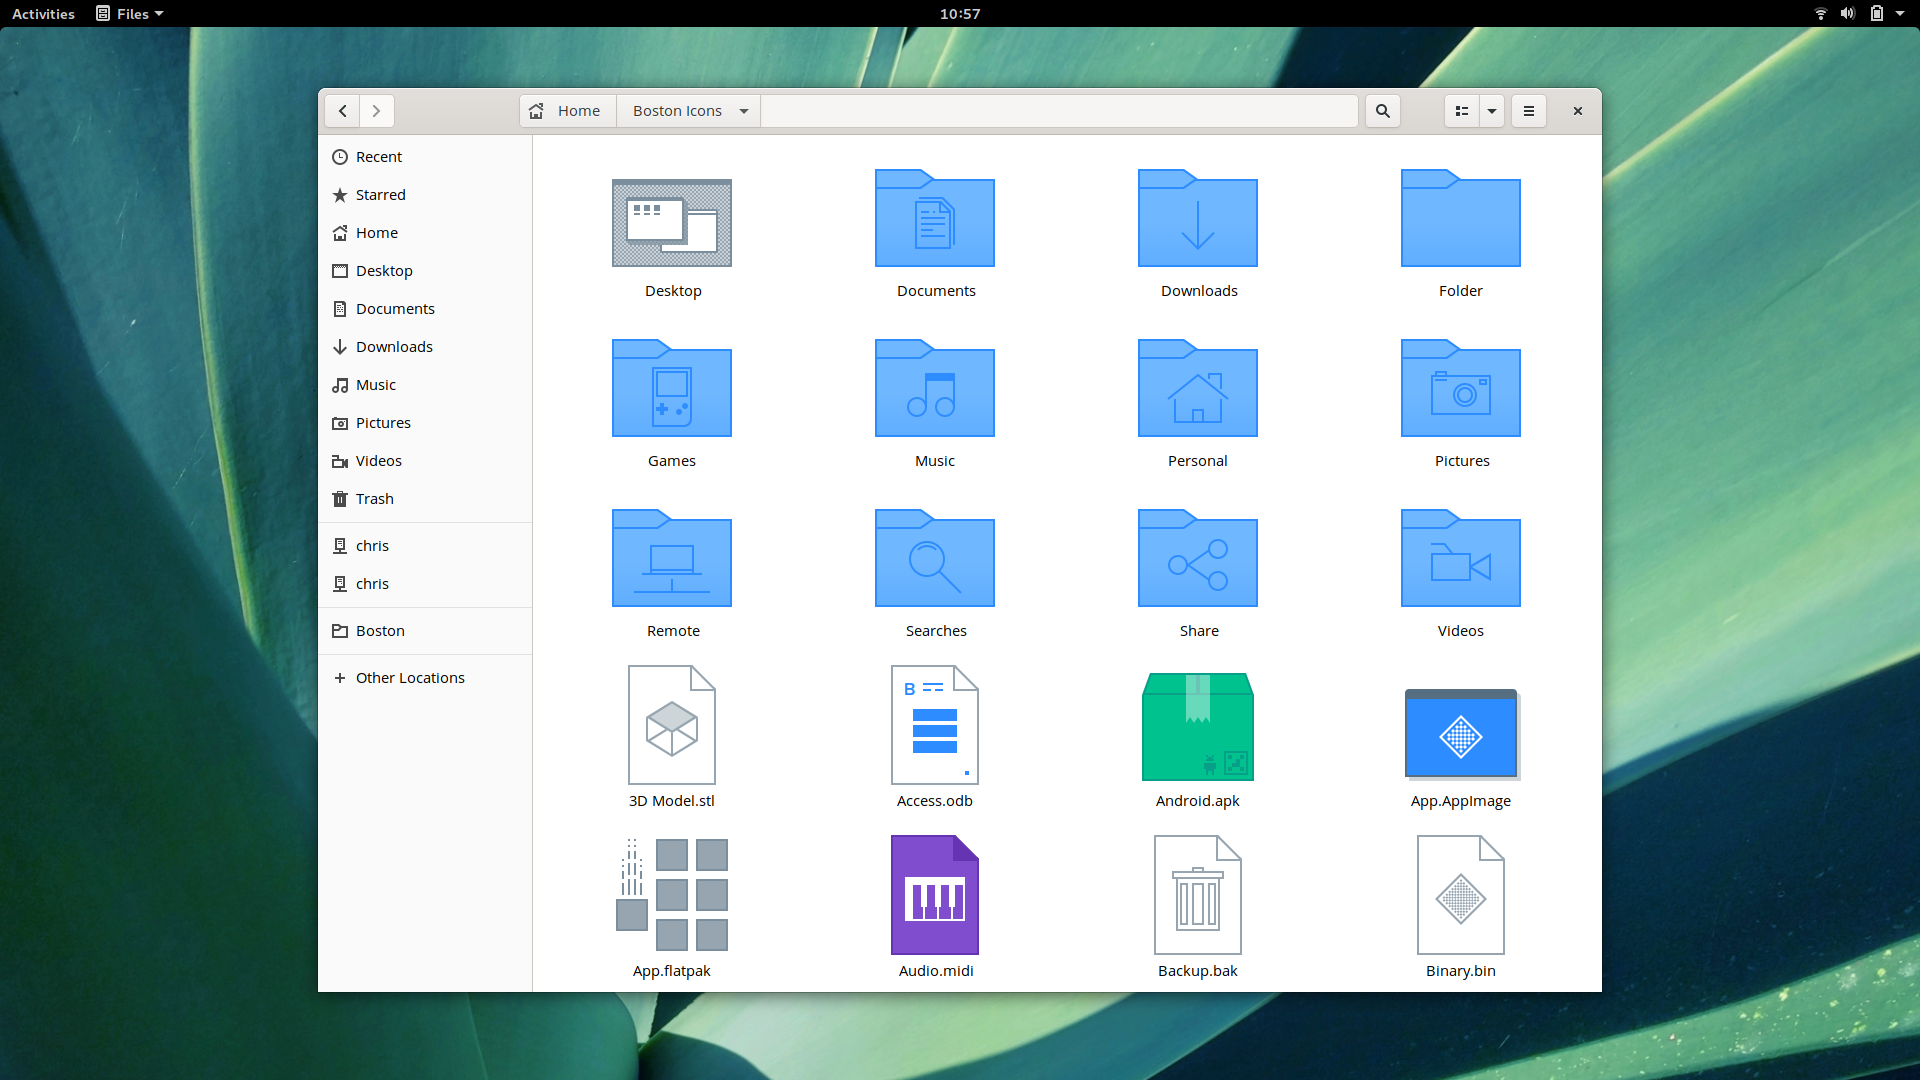 Activities
Files
10:57
Home
Boston Icons
Recent
Starred
Home
Desktop
Documents
Downloads
Music
Pictures
Videos
Trash
chris
chris
Boston
Other Locations
Desktop
Documents
Downloads
Folder
Games
Music
Personal
Pictures
Remote
Searches
Share
Videos
B
3D Model.stl
Access.odb
Android.apk
App.AppImage
App.flatpak
Audio.midi
Backup.bak
Binary.bin